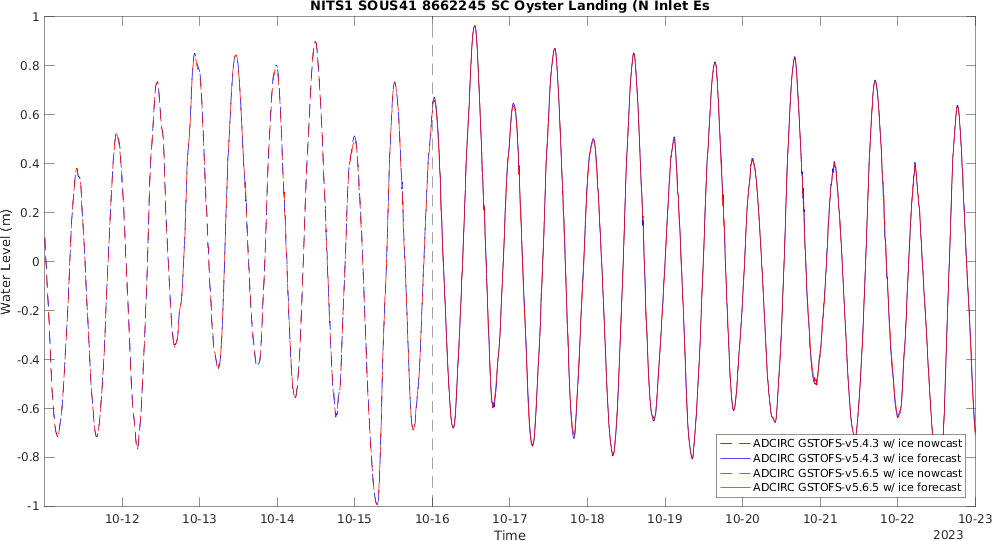 NITS1 SOUS41 8662245 SC Oyster Landing (N Inlet Es
1
0.8
0.6
0.4
0.2
0
-0.2
-0.4
-0.6
-0.8
-1
Water Level (m)
ADCIRC GSTOFS-v5.4.3 w/ ice nowcast
ADCIRC GSTOFS-v5.4.3 w/ ice forecast
ADCIRC GSTOFS-v5.6.5 w/ ice nowcast
ADCIRC GSTOFS-v5.6.5 w/ ice forecast
10-12 10-13 10-14 10-15 10-16 10-17 10-18 10-19 10-20 10-21 10-22 10-23
Time
2023